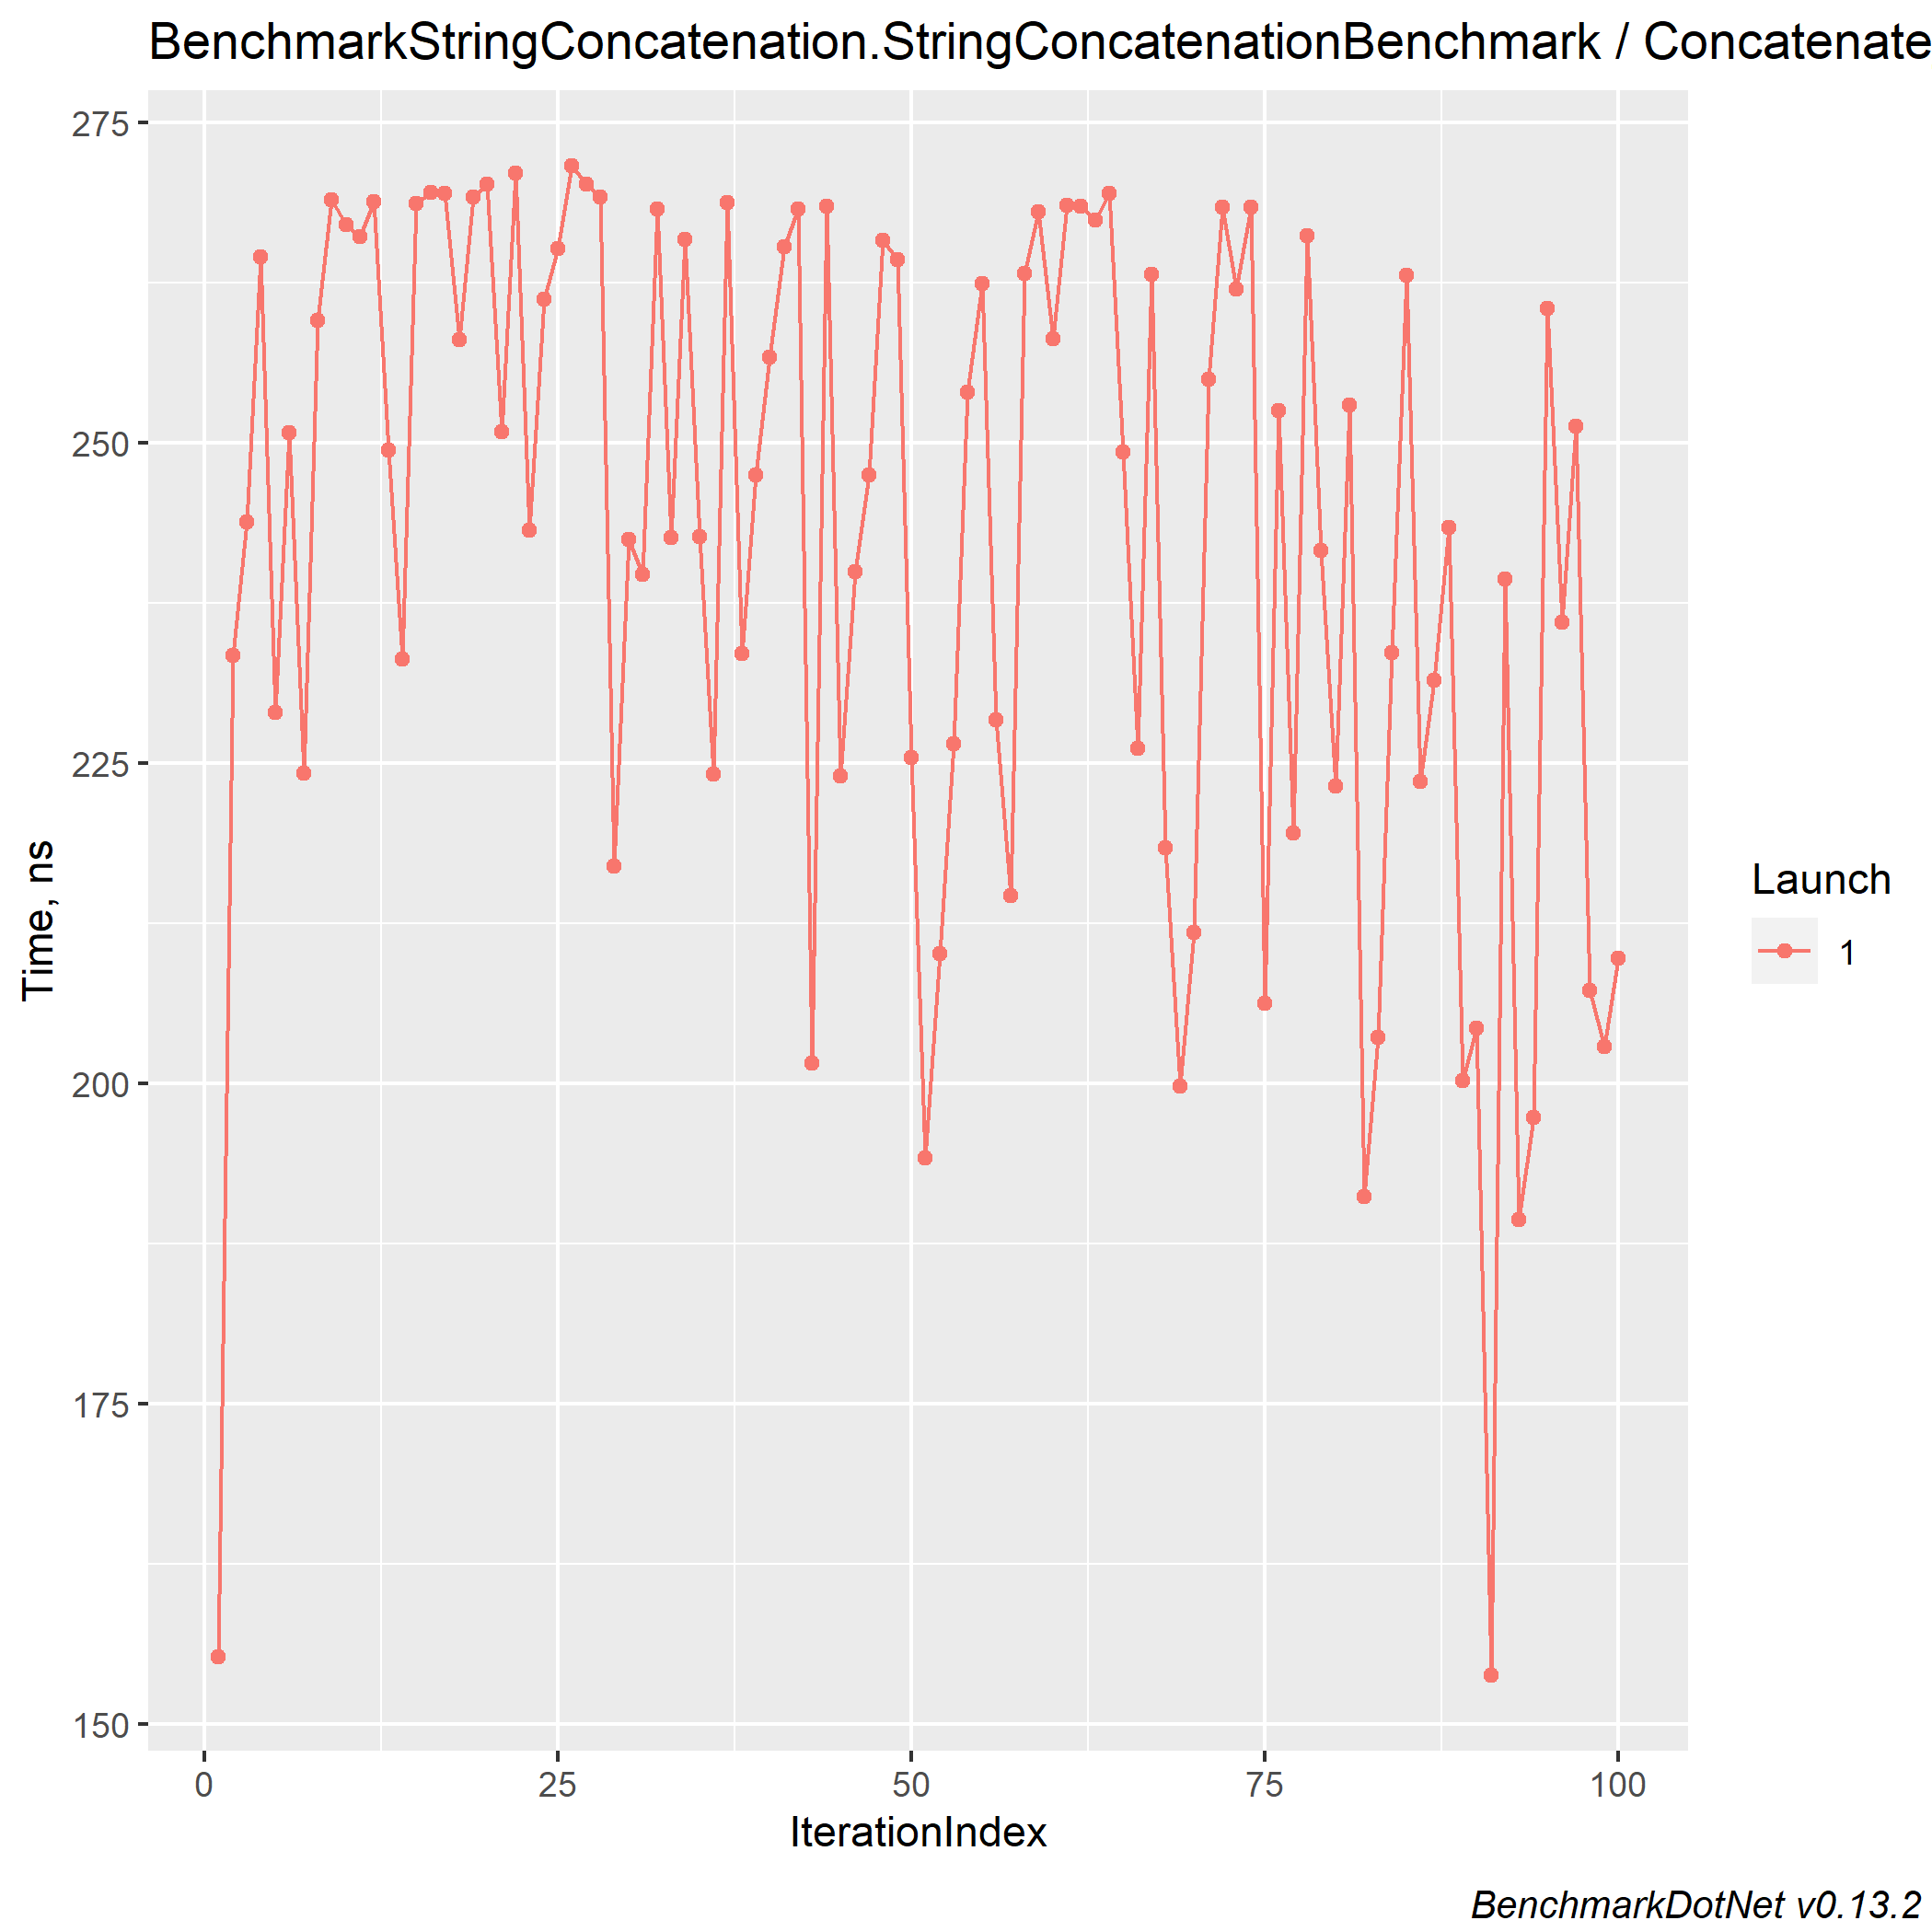 BenchmarkStringConcatenation.StringConcatenationBenchmark / Concatenate
275
250
225
200
175
150
Time, ns
0 25 50 75 100
IterationIndex
Launch
1
BenchmarkDotNet v0.13.2